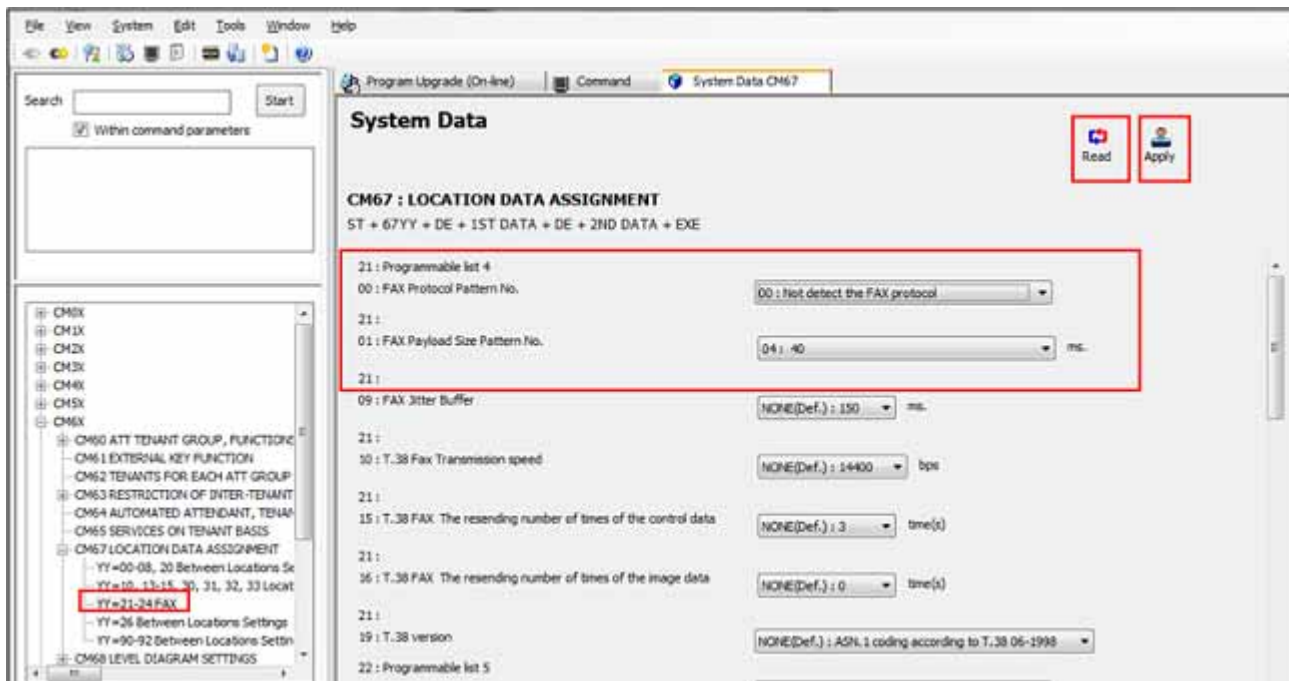 File View System Edit Tools Window Help
Program Upgrade (On-line) Command System Data CM67
Search Start
Within command parameters
System Data
Read Apply
CM67 : LOCATION DATA ASSIGNMENT
ST + 67YY + DE + 1ST DATA + DE + 2ND DATA + EXE
21 : Programmable list 4
00 : FAX Protocol Pattern No. 00 : Not detect the FAX protocol
21 :
01 : FAX Payload Size Pattern No. 04 : 40 ms.
21 :
09 : FAX Jitter Buffer NONE(Def.) : 150 ms.
21 :
10 : T.38 Fax Transmission speed NONE(Def.) : 14400 bps
21 :
15 : T.38 FAX The resending number of times of the control data NONE(Def.) : 3 time(s)
21 :
16 : T.38 FAX The resending number of times of the image data NONE(Def.) : 0 time(s)
21 :
19 : T.38 version NONE(Def.) : ASN.1 coding according to T.38 06-1998
22 : Programmable list 5
CM0X
CM1X
CM2X
CM3X
CM4X
CM5X
CM6X
CM60 ATT TENANT GROUP, FUNCTIONS
CM61 EXTERNAL KEY FUNCTION
CM62 TENANTS FOR EACH ATT GROUP
CM63 RESTRICTION OF INTER-TENANT
CM64 AUTOMATED ATTENDANT, TENAN
CM65 SERVICES ON TENANT BASIS
CM67 LOCATION DATA ASSIGNMENT
YY=00-08, 20 Between Locations Se
YY=10, 13-15, 30, 31, 32, 33 Locat
YY=21-24 FAX
YY=26 Between Locations Settings
YY=90-92 Between Locations Settin
CM68 LEVEL DIAGRAM SETTINGS